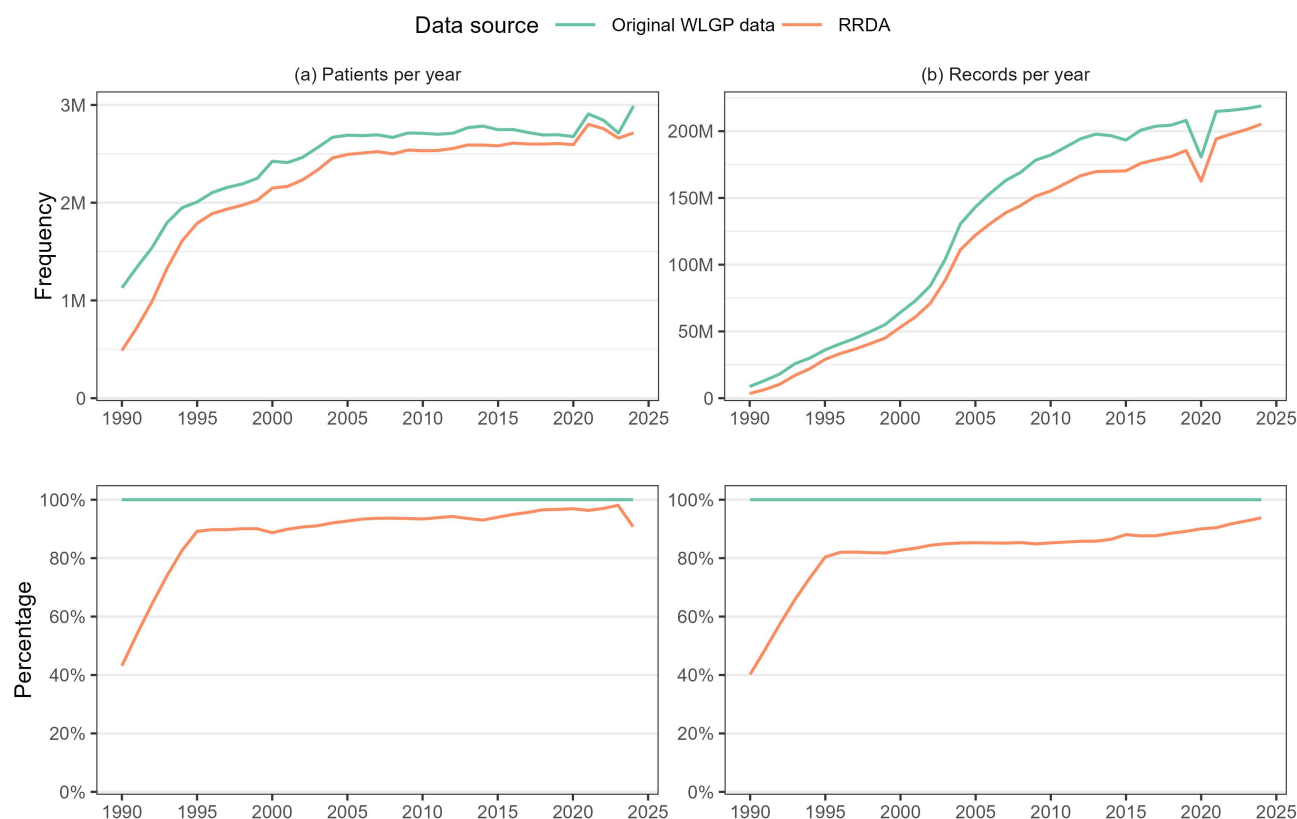 Data source Original WLGP data RRDA
(a) Patients per year
(b) Records per year
Frequency
3M
2M
1M
0
1990 1995 2000 2005 2010 2015 2020 2025
200M
150M
100M
50M
0
1990 1995 2000 2005 2010 2015 2020 2025
Percentage
100%
80%
60%
40%
20%
0%
1990 1995 2000 2005 2010 2015 2020 2025
100%
80%
60%
40%
20%
0%
1990 1995 2000 2005 2010 2015 2020 2025